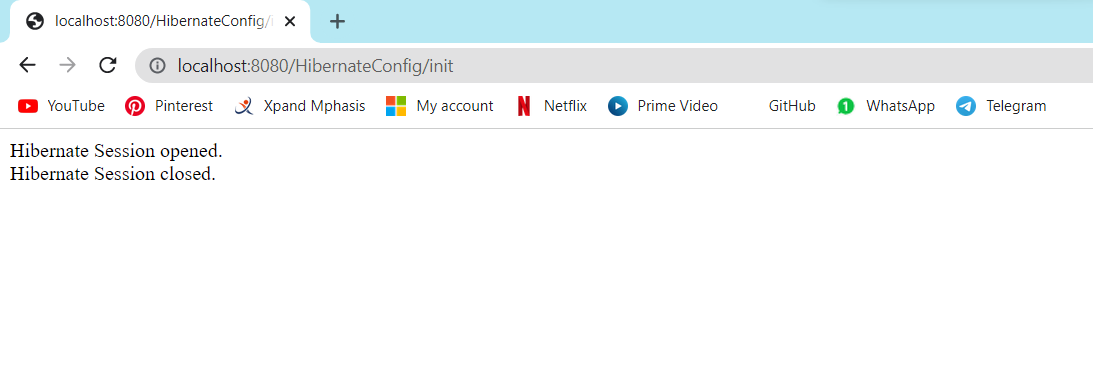 localhost:8080/HibernateConfig/i
localhost:8080/HibernateConfig/init
YouTube Pinterest Xpand Mphasis My account Netflix Prime Video GitHub 1 WhatsApp Telegram
Hibernate Session opened.
Hibernate Session closed.